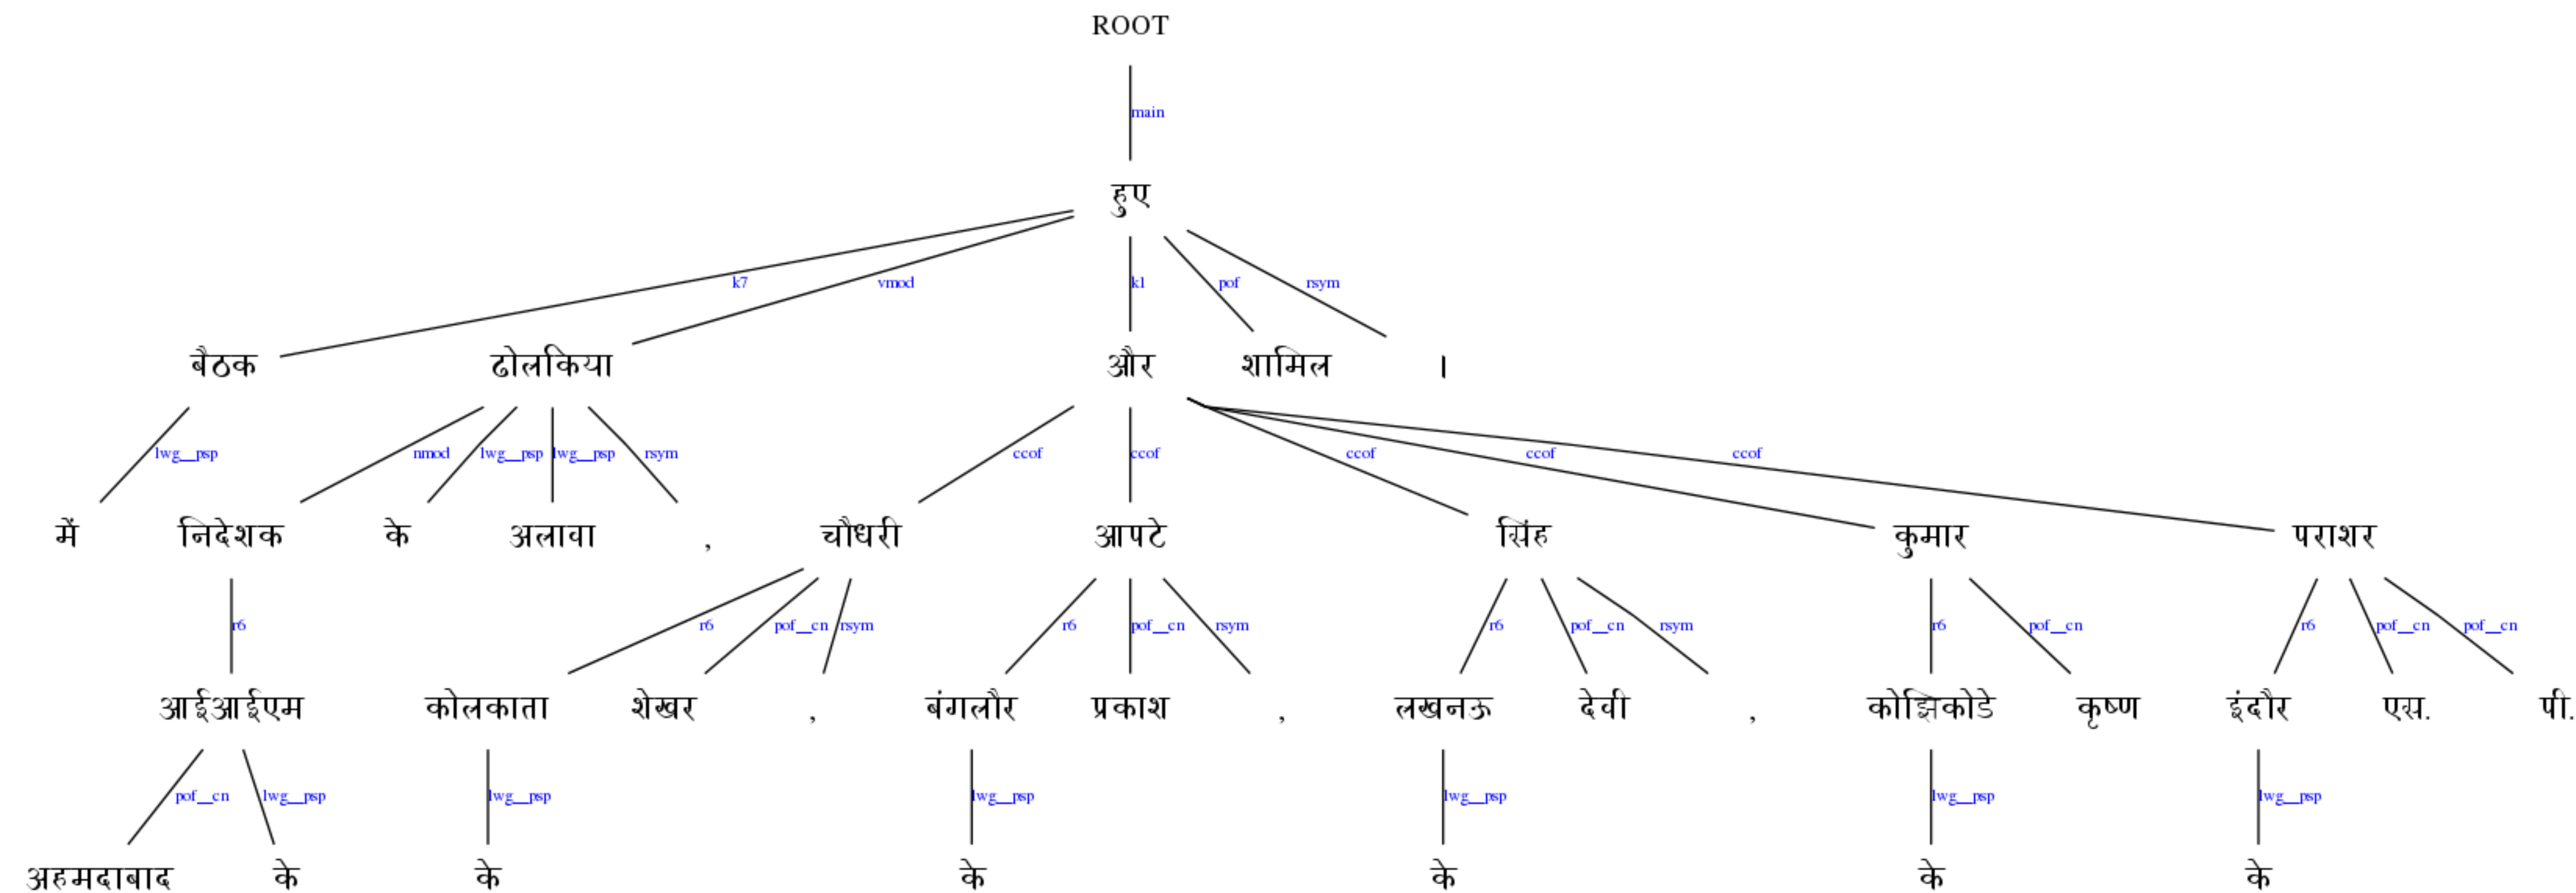 ROOT
main
हुए
k7 vmod k1 pof rsym
बैठक ढोलकिया और शामिल ।
lwg__psp nmod lwg__psp lwg__psp rsym ccof ccof ccof ccof ccof
में निदेशक के अलावा , चौधरी आपटे सिंह कुमार पराशर
r6 r6 pof__cn rsym r6 pof__cn rsym r6 pof__cn rsym r6 pof__cn r6 pof__cn pof__cn
आईआईएम कोलकाता शेखर , बंगलौर प्रकाश , लखनऊ देवी , कोझिकोडे कृष्ण इंदौर एस. पी.
pof__cn lwg__psp lwg__psp lwg__psp lwg__psp lwg__psp lwg__psp
अहमदाबाद के के के के के के